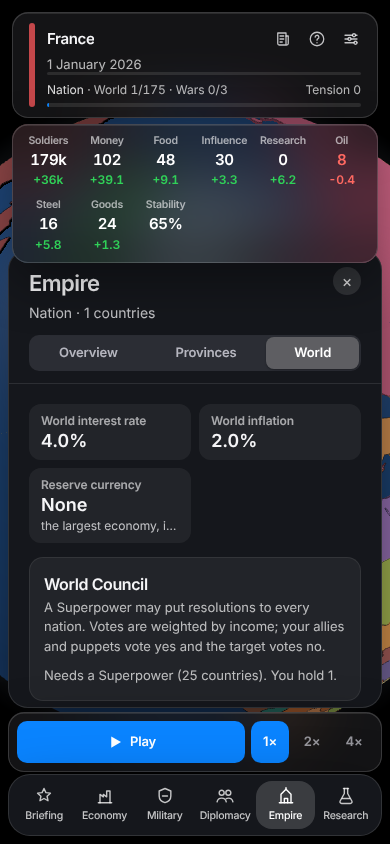 France
1 January 2026
Nation · World 1/175 · Wars 0/3
Tension 0
Soldiers Money Food Influence Research Oil
179k 102 48 30 0 8
+36k +39.1 +9.1 +3.3 +6.2 -0.4
Steel Goods Stability
16 24 65%
+5.8 +1.3
Empire
Nation · 1 countries
Overview Provinces World
World interest rate
4.0%
World inflation
2.0%
Reserve currency
None
the largest economy, i...
World Council
A Superpower may put resolutions to every
nation. Votes are weighted by income; your allies
and puppets vote yes and the target votes no.
Needs a Superpower (25 countries). You hold 1.
Play 1× 2× 4×
Briefing Economy Military Diplomacy Empire Research